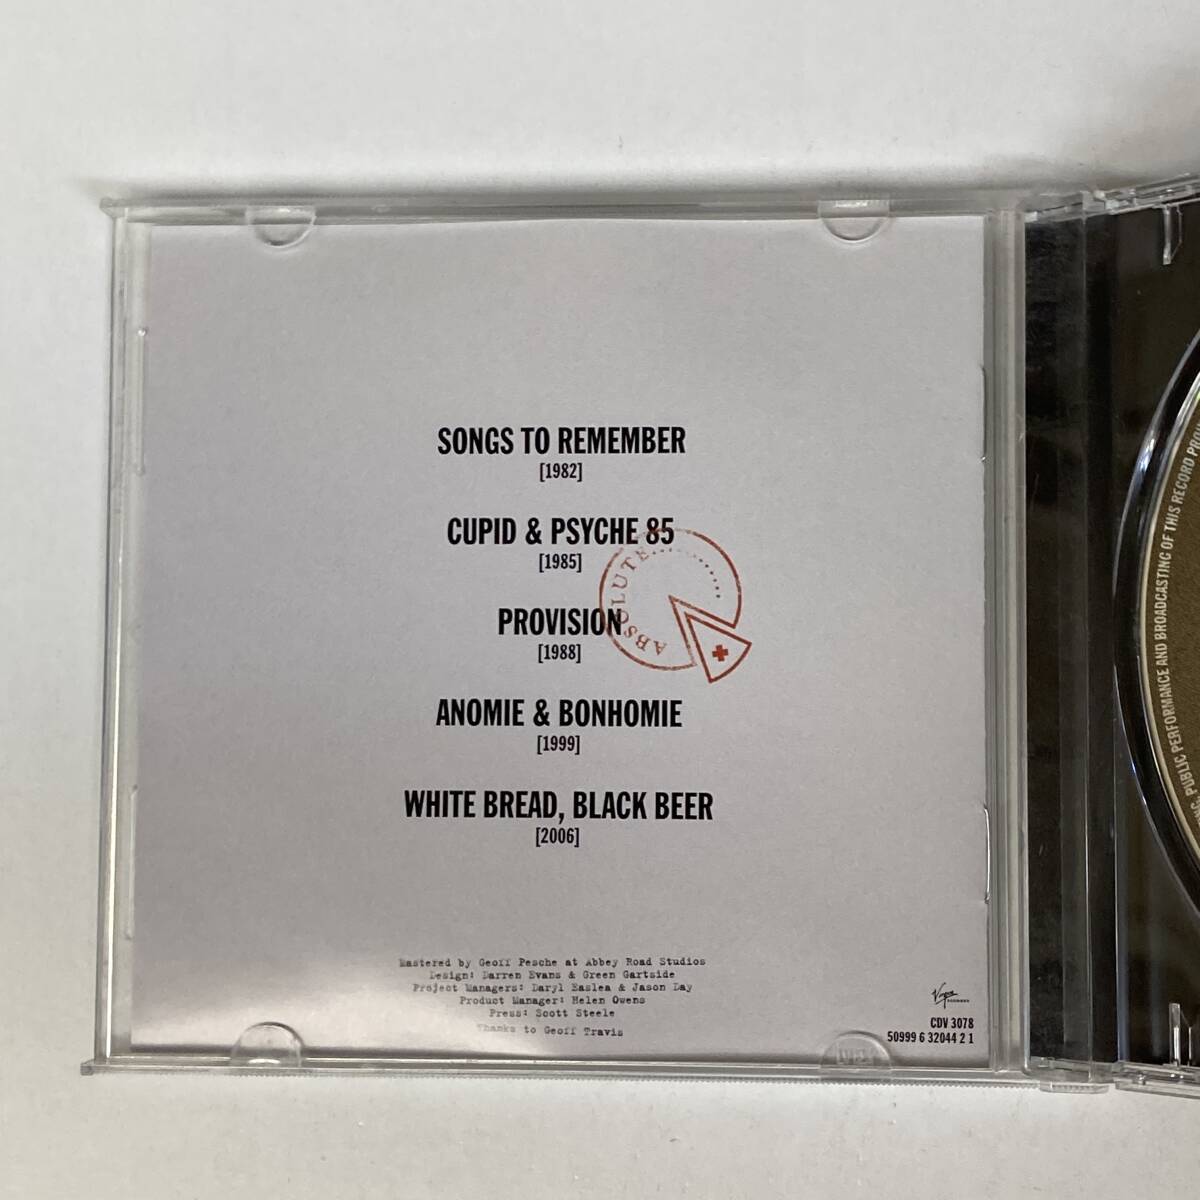 SONGS TO REMEMBER
[1982]
CUPID & PSYCHE 85
[1985]
ABSOLUTE
PROVISION
[1988]
ANOMIE & BONHOMIE
[1999]
WHITE BREAD, BLACK BEER
[2006]
Mastered by Geoff Pesche at Abbey Road Studios
Design: Darren Evans & Green Gartside
Project Managers: Daryl Easlea & Jason Day
Product Manager: Helen Owens
Press: Scott Steele
Thanks to Geoff Travis
Virgin
RECORDS
CDV 3078
50999 6 32044 2 1
PUBLIC PERFORMANCE AND BROADCASTING OF THIS RECORD